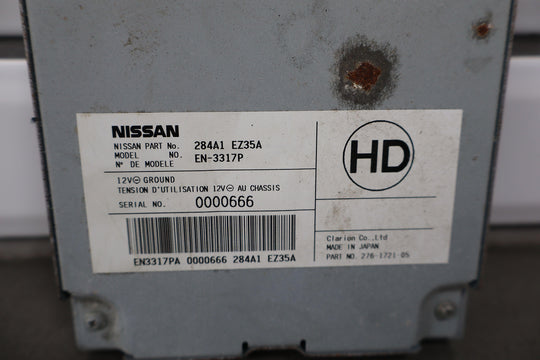 NISSAN
NISSAN PART No. 284A1 EZ35A
MODEL NO. EN-3317P
N° DE MODELE
HD
12V⊖GROUND
TENSION D'UTILISATION 12V⊖ AU CHASSIS
SERIAL NO. 0000666
EN3317PA 0000666 284A1 EZ35A
Clarion Co.,Ltd
MADE IN JAPAN
PART NO. 276-1721-05